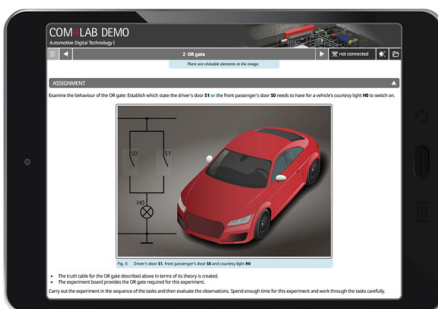 COM4LAB DEMO
Automotive Digital Technology 1
2 OR gate
not connected
There are clickable elements in the image.
ASSIGNMENT
Examine the behaviour of the OR gate: Establish which state the driver's door S1 or the front passenger's door S0 needs to have for a vehicle's courtesy light H0 to switch on.
S0 S1
H0
Fig. 3: Driver's door S1, front passenger's door S0 and courtesy light H0
• The truth table for the OR gate described above in terms of its theory is created.
• The experiment board provides the OR gate required for this experiment.
Carry out the experiment in the sequence of the tasks and then evaluate the observations. Spend enough time for this experiment and work through the tasks carefully.